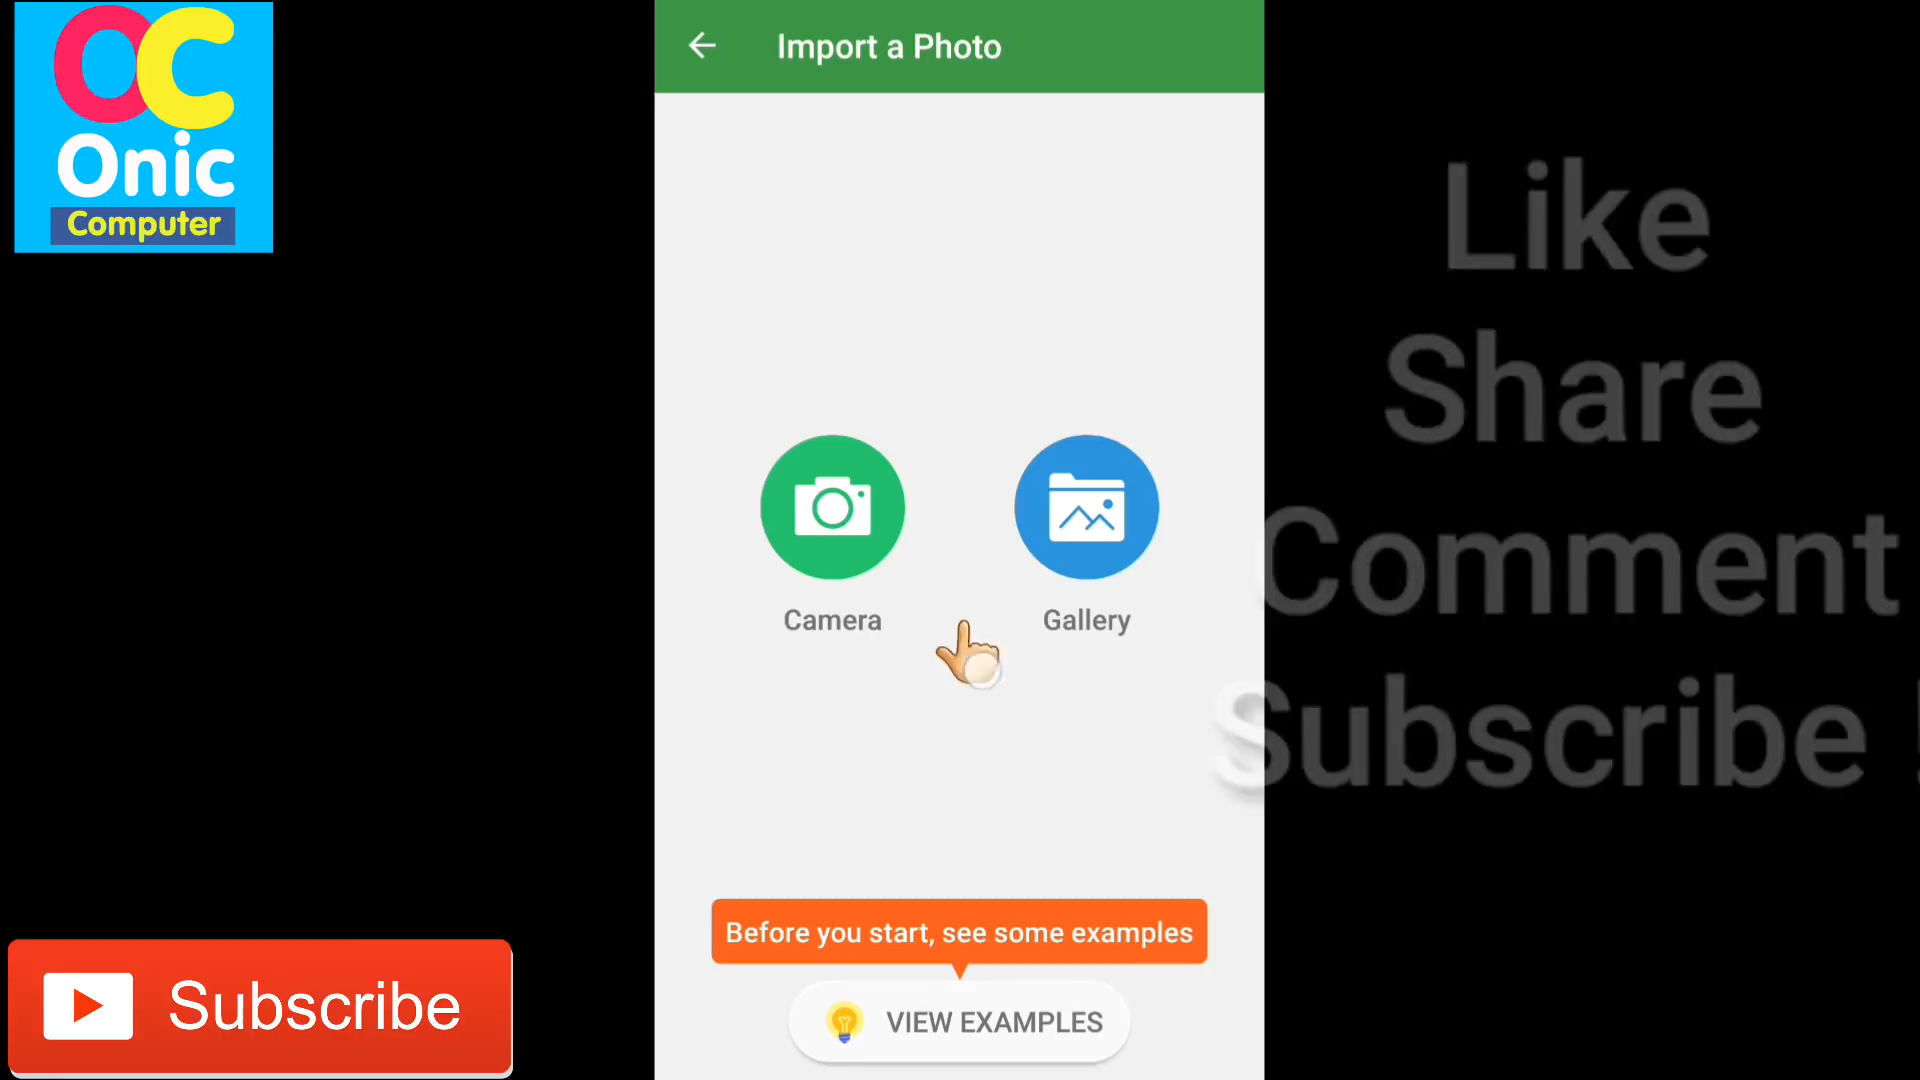 OC
Onic
Computer
Import a Photo
Camera
Gallery
Before you start, see some examples
VIEW EXAMPLES
Like
Share
Comment
Subscribe !
Subscribe